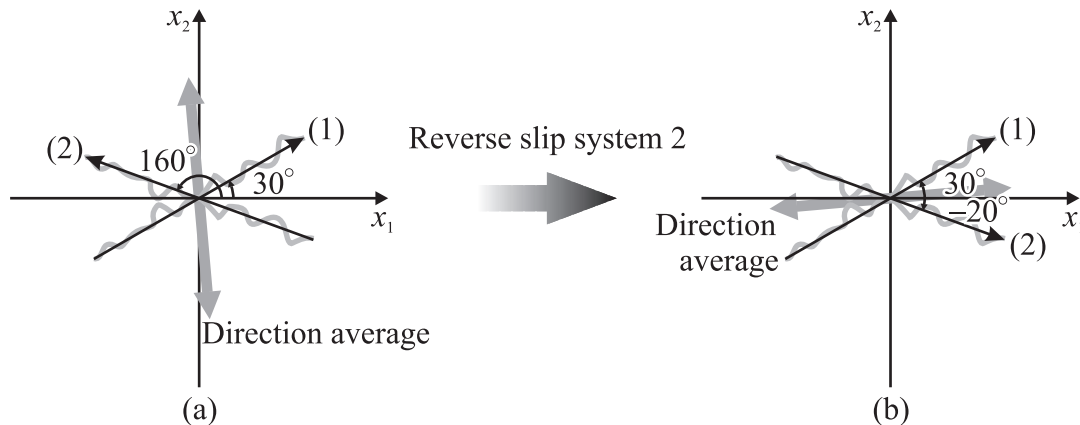 x₂
(1)
(2)
160°
30°
x₁
Direction average
(a)
Reverse slip system 2
x₂
(1)
30°
−20°
x
(2)
Direction
average
(b)